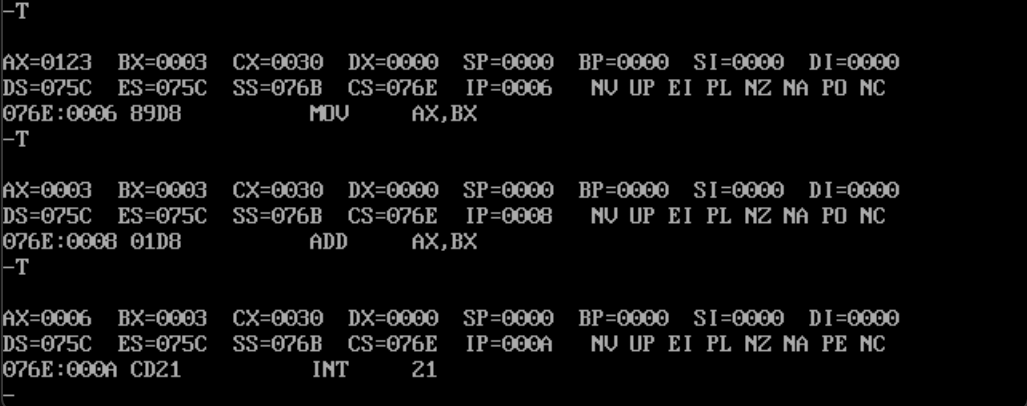 -T
AX=0123 BX=0003 CX=0030 DX=0000 SP=0000 BP=0000 SI=0000 DI=0000
DS=075C ES=075C SS=076B CS=076E IP=0006 NV UP EI PL NZ NA PO NC
076E:0006 89D8 MOV AX,BX
-T
AX=0003 BX=0003 CX=0030 DX=0000 SP=0000 BP=0000 SI=0000 DI=0000
DS=075C ES=075C SS=076B CS=076E IP=0008 NV UP EI PL NZ NA PO NC
076E:0008 01D8 ADD AX,BX
-T
AX=0006 BX=0003 CX=0030 DX=0000 SP=0000 BP=0000 SI=0000 DI=0000
DS=075C ES=075C SS=076B CS=076E IP=000A NV UP EI PL NZ NA PE NC
076E:000A CD21 INT 21
-